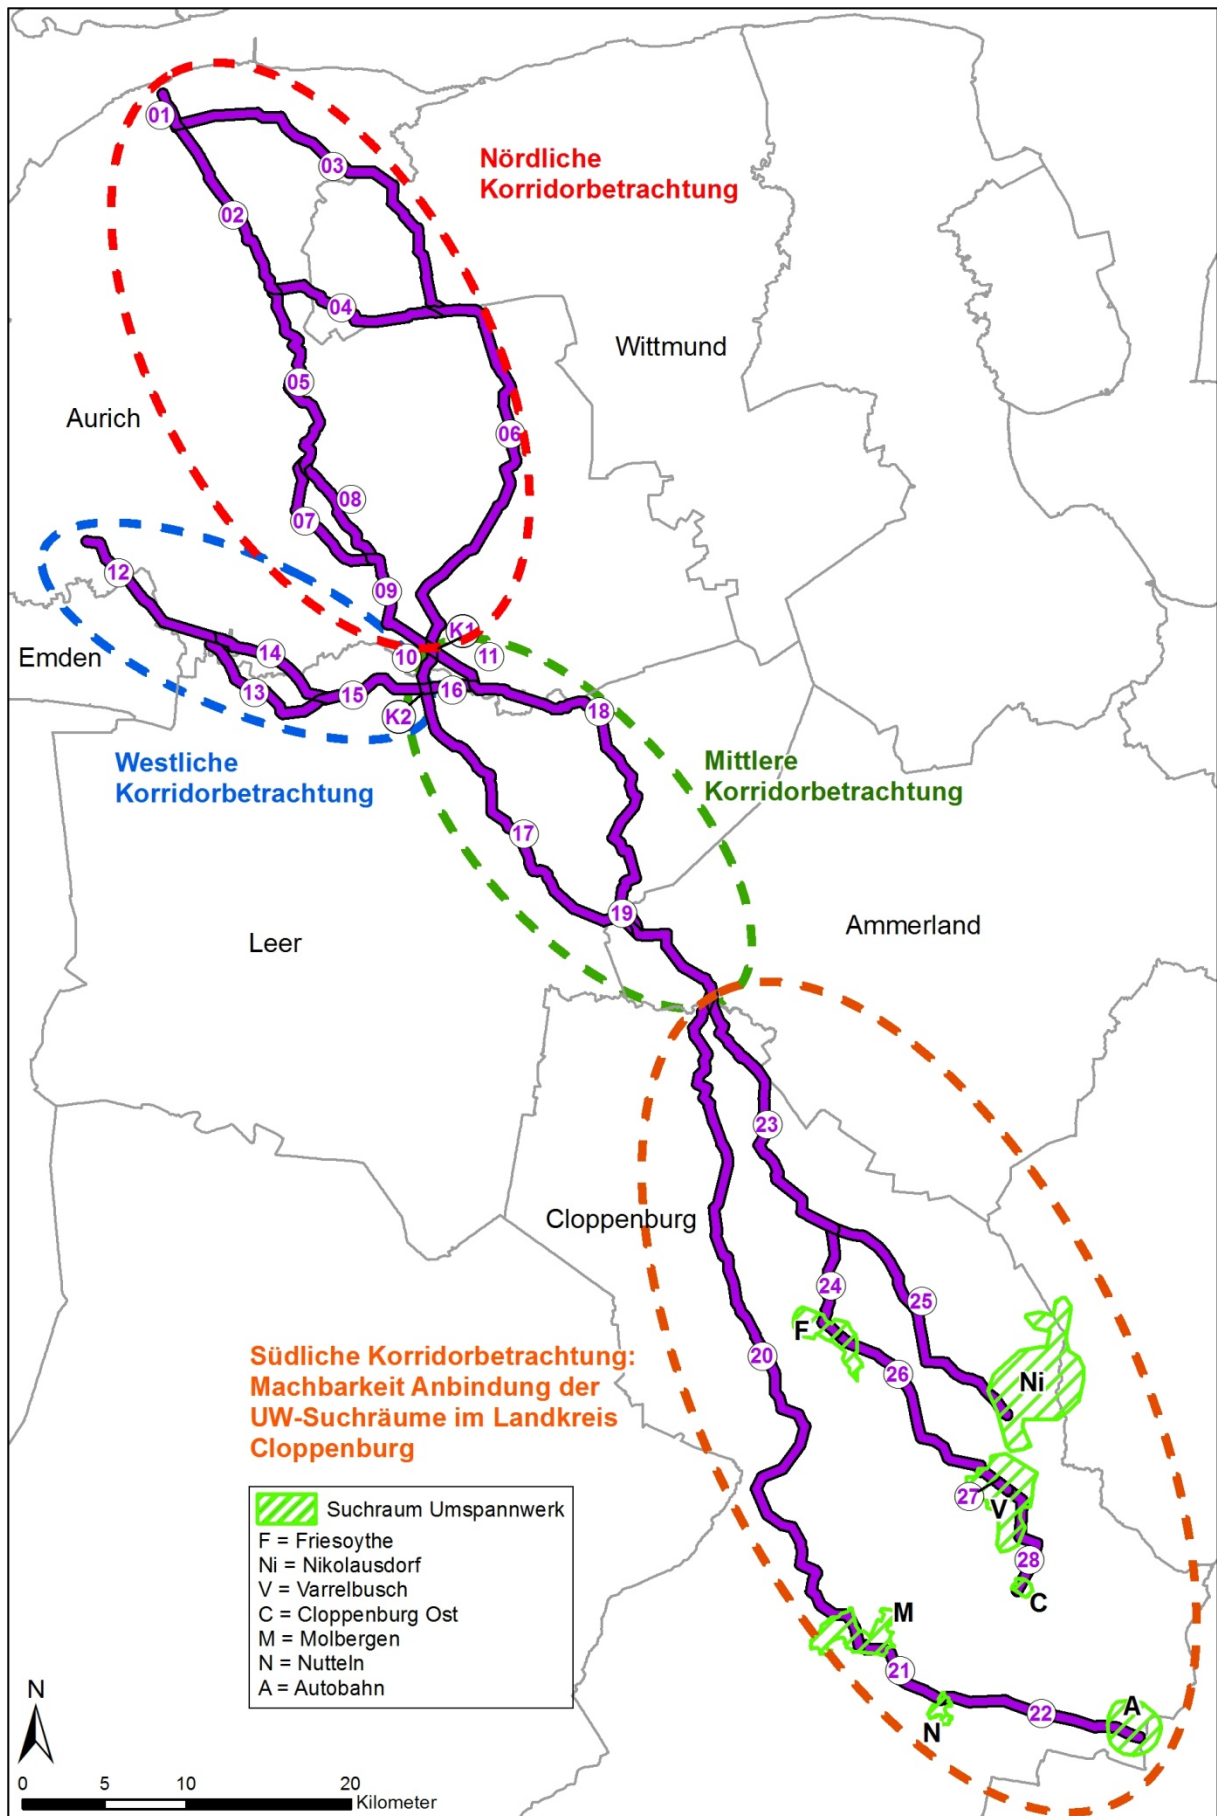 01
03
Nördliche
Korridorbetrachtung
02
04
Wittmund
05
Aurich
06
08
07
12
09
K1
10
11
Emden
14
13
15
16
K2
18
Westliche
Korridorbetrachtung
Mittlere
Korridorbetrachtung
17
19
Ammerland
Leer
23
Cloppenburg
24
25
F
20
26
Ni
Südliche Korridorbetrachtung:
Machbarkeit Anbindung der
UW-Suchräume im Landkreis
Cloppenburg
27
V
28
C
Suchraum Umspannwerk
F = Friesoythe
Ni = Nikolausdorf
V = Varrelbusch
C = Cloppenburg Ost
M = Molbergen
N = Nutteln
A = Autobahn
M
21
22
A
N
N
0 5 10 20
Kilometer